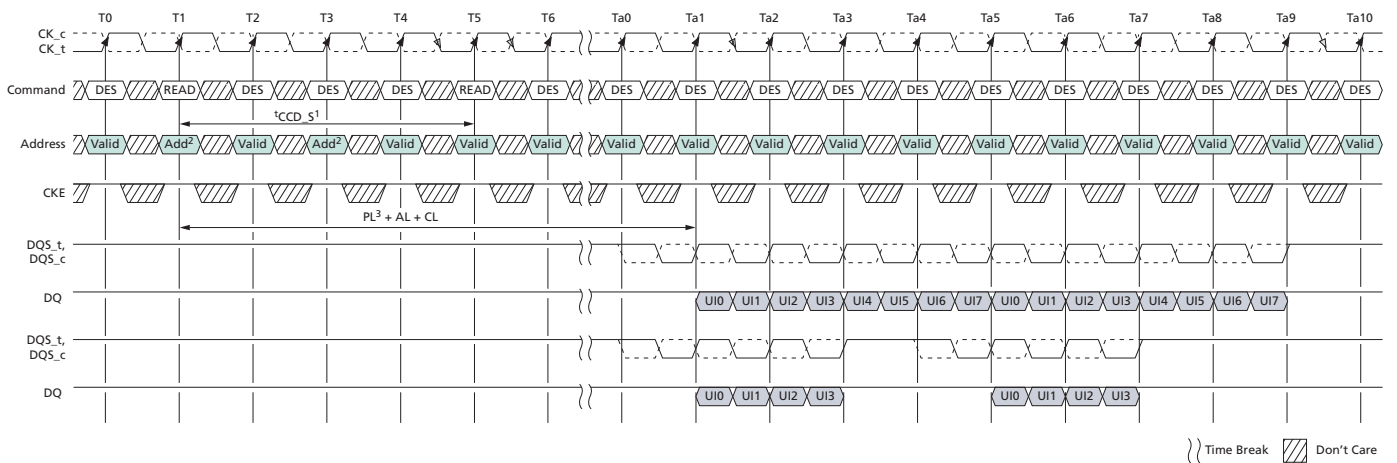 T0 T1 T2 T3 T4 T5 T6 Ta0 Ta1 Ta2 Ta3 Ta4 Ta5 Ta6 Ta7 Ta8 Ta9 Ta10
CK_c
CK_t
Command DES READ DES DES DES READ DES DES DES DES DES DES DES DES DES DES DES DES
tCCD_S1
Address Valid Add2 Valid Add2 Valid Valid Valid Valid Valid Valid Valid Valid Valid Valid Valid Valid Valid Valid
CKE
PL3 + AL + CL
DQS_t,
DQS_c
DQ UI0 UI1 UI2 UI3 UI4 UI5 UI6 UI7 UI0 UI1 UI2 UI3 UI4 UI5 UI6 UI7
DQS_t,
DQS_c
DQ UI0 UI1 UI2 UI3 UI0 UI1 UI2 UI3
Time Break Don't Care